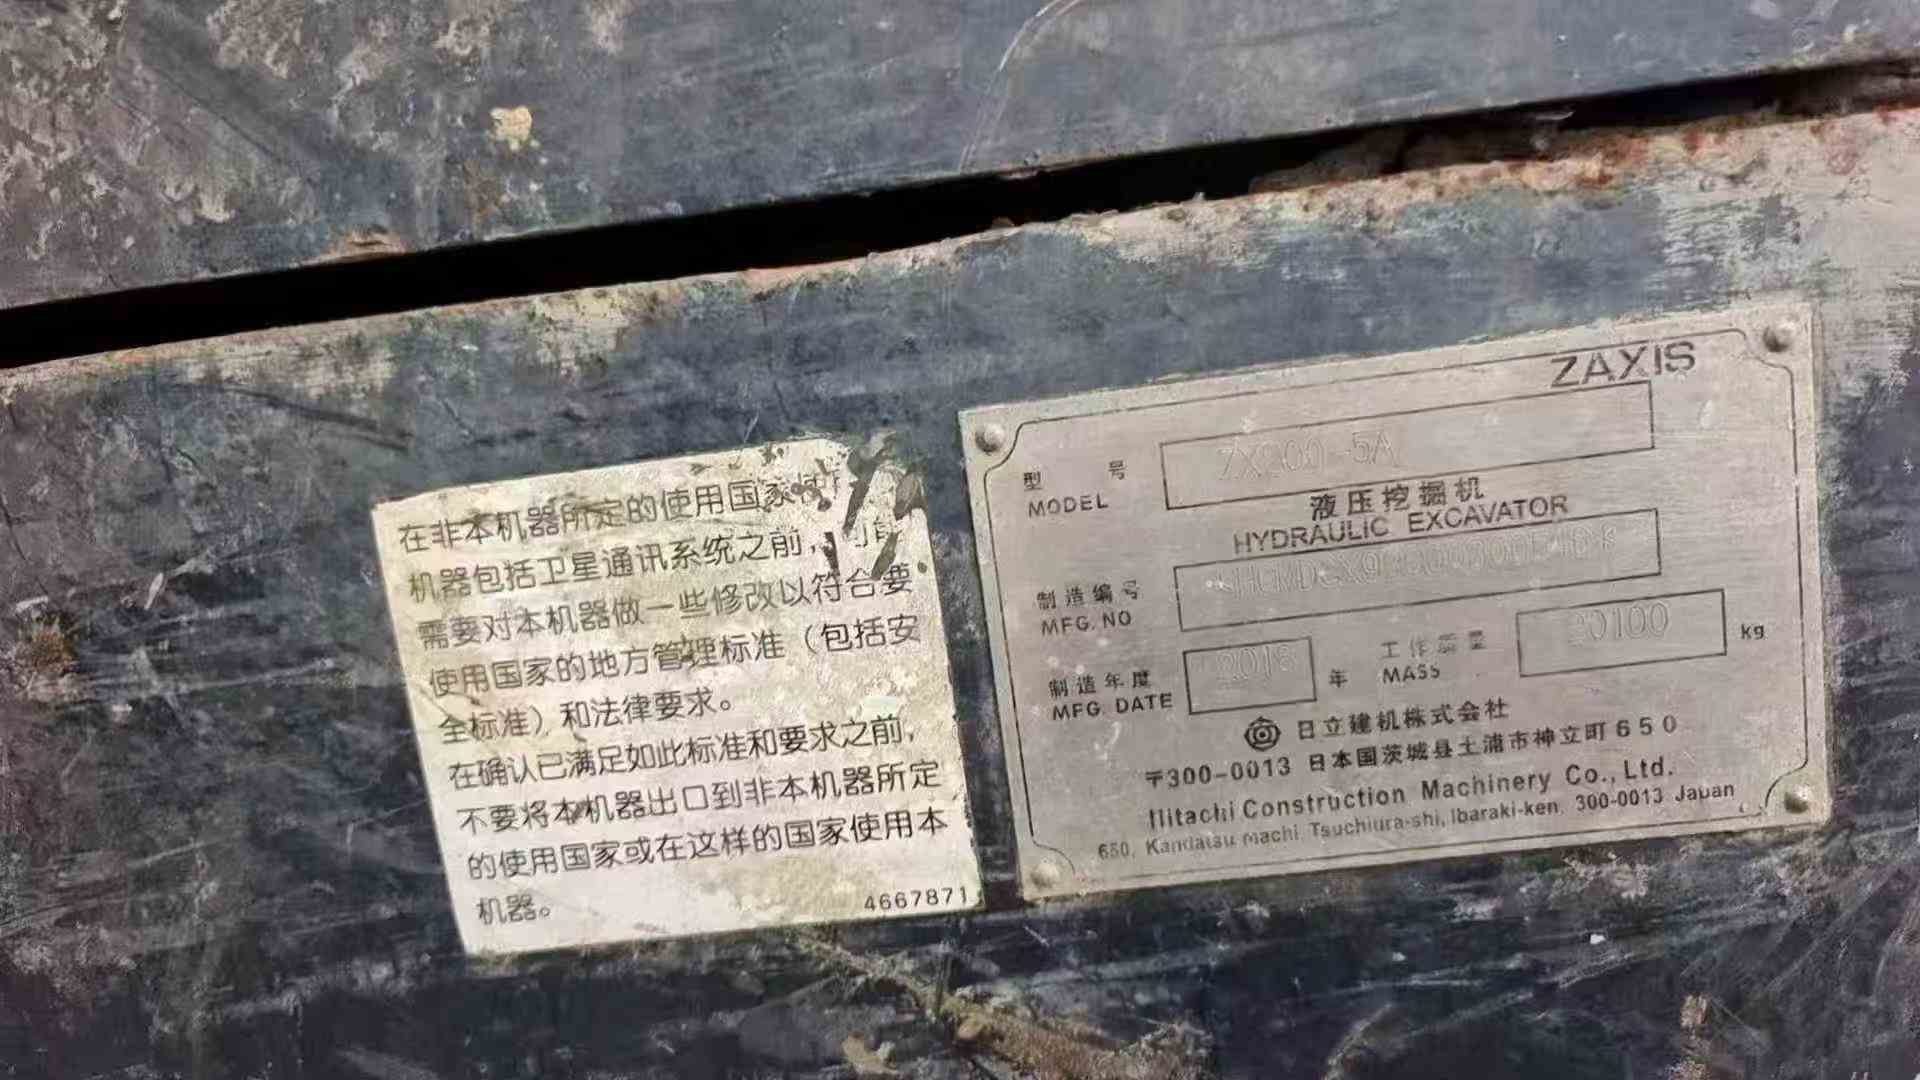 在非本机器所定的使用国家使
机器包括卫星通讯系统之前，可能
需要对本机器做一些修改以符合要
使用国家的地方管理标准（包括安
全标准）和法律要求。
在确认已满足如此标准和要求之前，
不要将本机器出口到非本机器所定
的使用国家或在这样的国家使用本
机器。
4667871
ZAXIS
型号 ZX200-5A
MODEL
液压挖掘机
HYDRAULIC EXCAVATOR
制造编号
MFG. NO
制造年度 2018 年 工作质量 kg
MFG. DATE MASS
日立建机株式会社
〒300-0013 日本国茨城县土浦市神立町650
Hitachi Construction Machinery Co., Ltd.
650, Kandatsu machi, Tsuchiura-shi, Ibaraki-ken, 300-0013 Japan